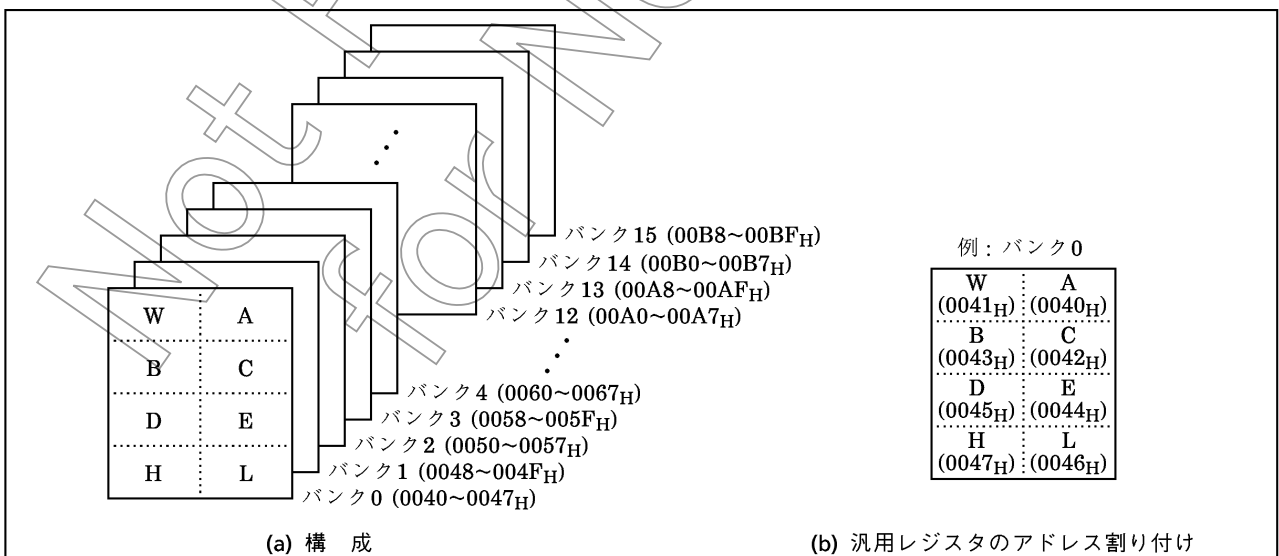 Not
for
バンク15 (00B8~00BFH)
バンク14 (00B0~00B7H)
バンク13 (00A8~00AFH)
バンク12 (00A0~00A7H)
バンク4 (0060~0067H)
バンク3 (0058~005FH)
バンク2 (0050~0057H)
バンク1 (0048~004FH)
バンク0 (0040~0047H)
W A
B C
D E
H L
(a) 構 成
例 : バンク0
W A
(0041H) (0040H)
B C
(0043H) (0042H)
D E
(0045H) (0044H)
H L
(0047H) (0046H)
(b) 汎用レジスタのアドレス割り付け